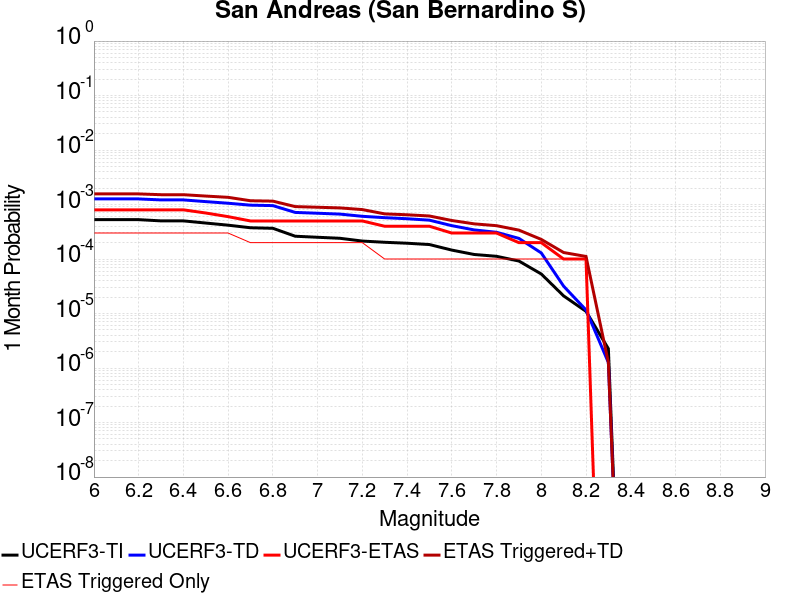 San Andreas (San Bernardino S)
10^0
10^-1
10^-2
10^-3
10^-4
10^-5
10^-6
10^-7
10^-8
1 Month Probability
6 6.2 6.4 6.6 6.8 7 7.2 7.4 7.6 7.8 8 8.2 8.4 8.6 8.8 9
Magnitude
UCERF3-TI UCERF3-TD UCERF3-ETAS ETAS Triggered+TD
ETAS Triggered Only